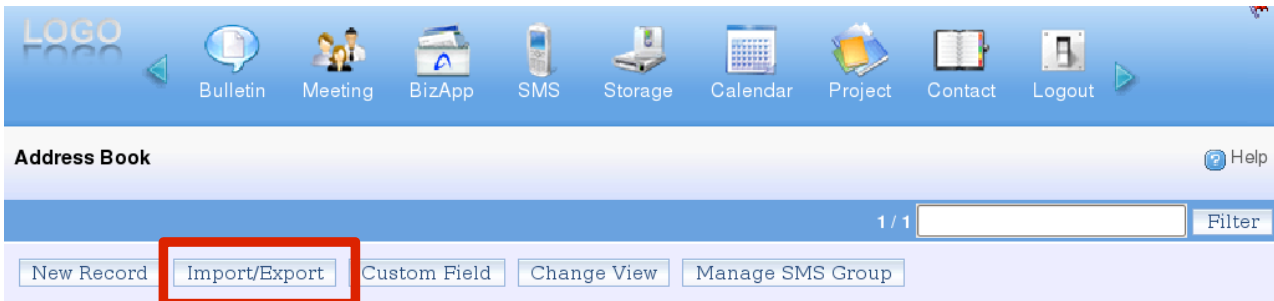 LOGO
Bulletin Meeting BizApp SMS Storage Calendar Project Contact Logout
Address Book Help
1 / 1 Filter
New Record Import/Export Custom Field Change View Manage SMS Group